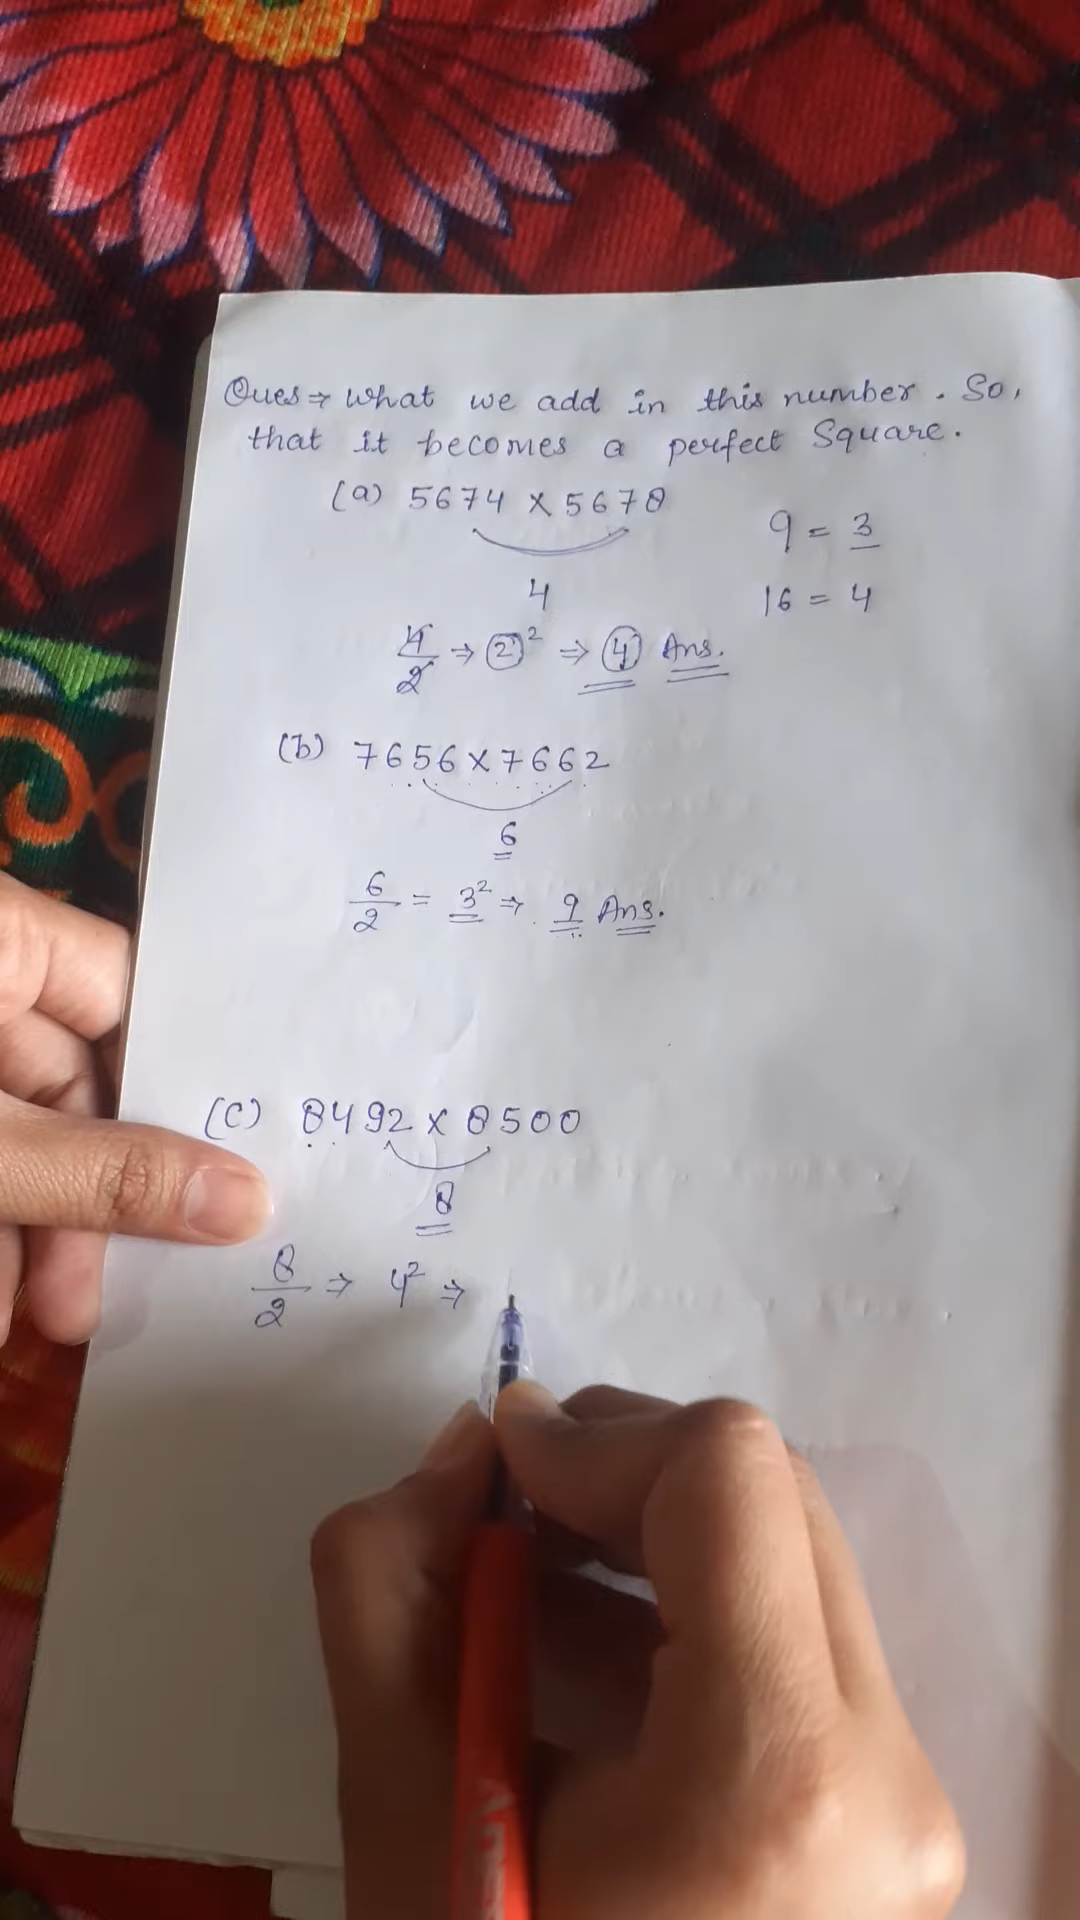 Ques ⇒ What we add in this number. So,
that it becomes a perfect Square.
(a) 5674 × 5678
9 = 3
4
16 = 4
4/2 ⇒ 2² ⇒ 4 Ans.
(b) 7656 × 7662
6
6/2 = 3² ⇒ 9 Ans.
(C) 8492 × 8500
8
8/2 ⇒ 4² ⇒